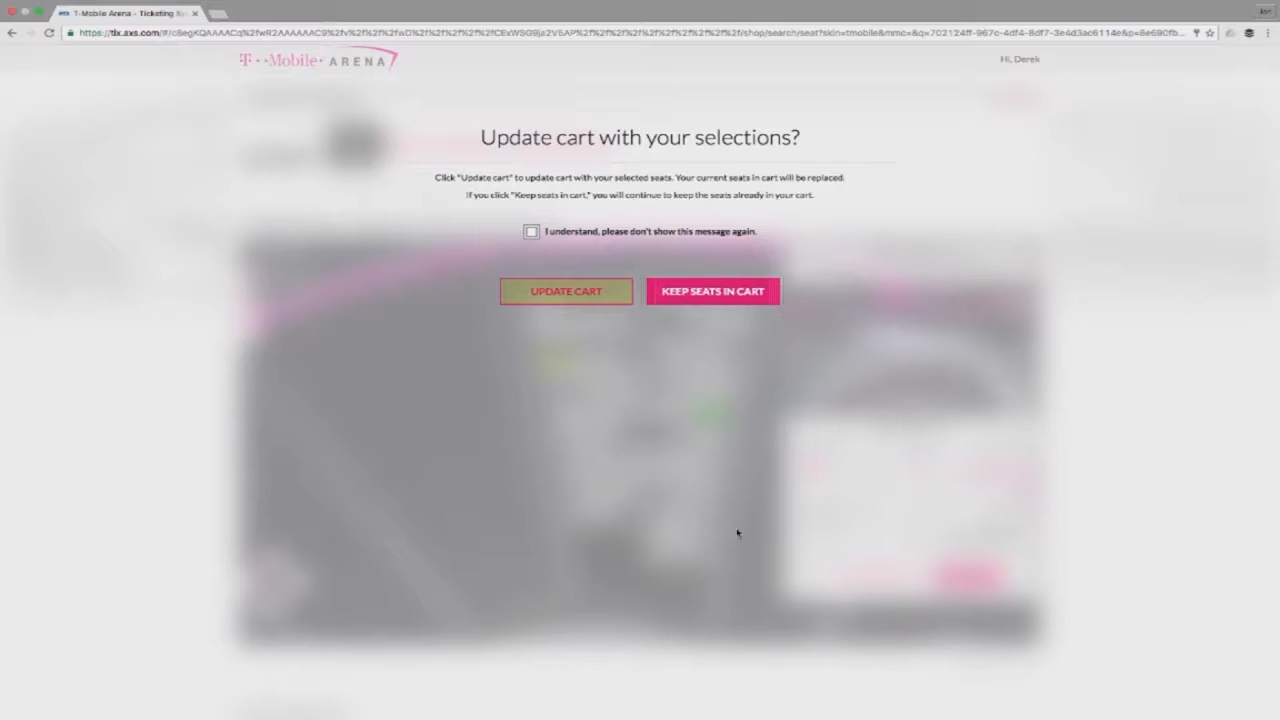 T-Mobile Arena - Ticketing
T··Mobile· ARENA
Hi, Derek
Update cart with your selections?
Click "Update cart" to update cart with your selected seats. Your current seats in cart will be replaced.
If you click "Keep seats in cart," you will continue to keep the seats already in your cart.
I understand, please don't show this message again.
UPDATE CART
KEEP SEATS IN CART